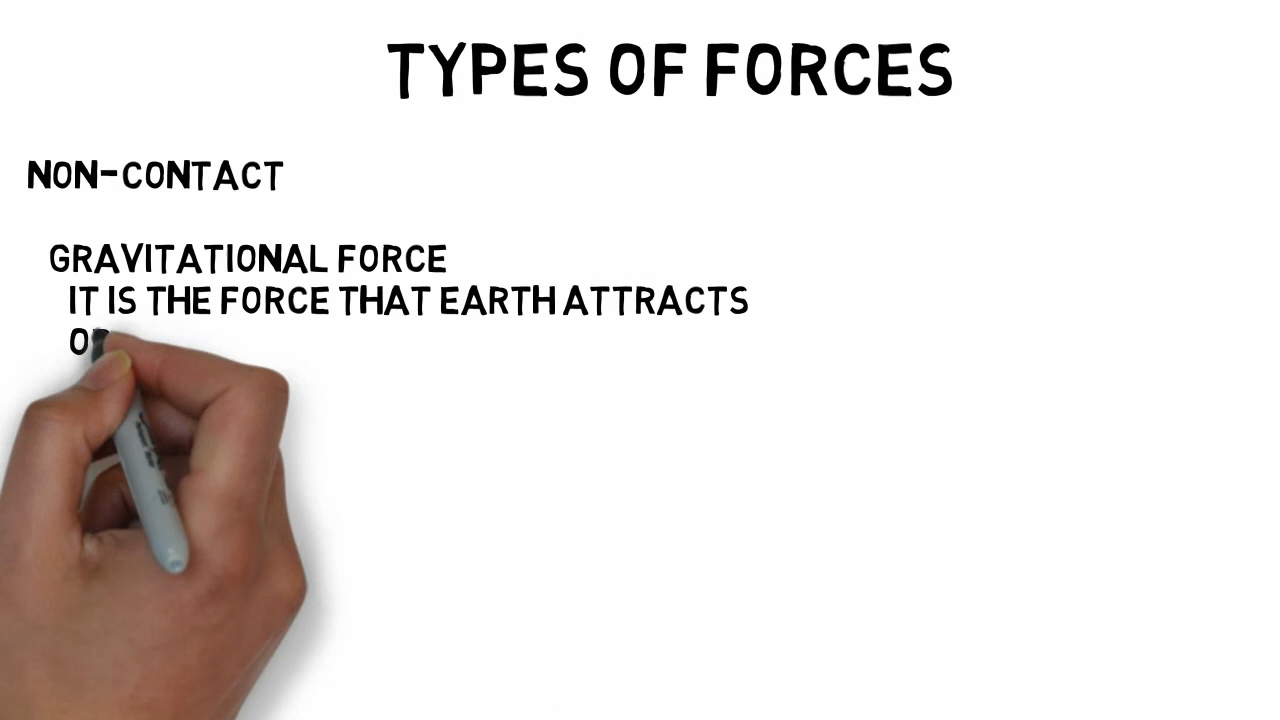 TYPES OF FORCES
NON-CONTACT
GRAVITATIONAL FORCE
IT IS THE FORCE THAT EARTH ATTRACTS